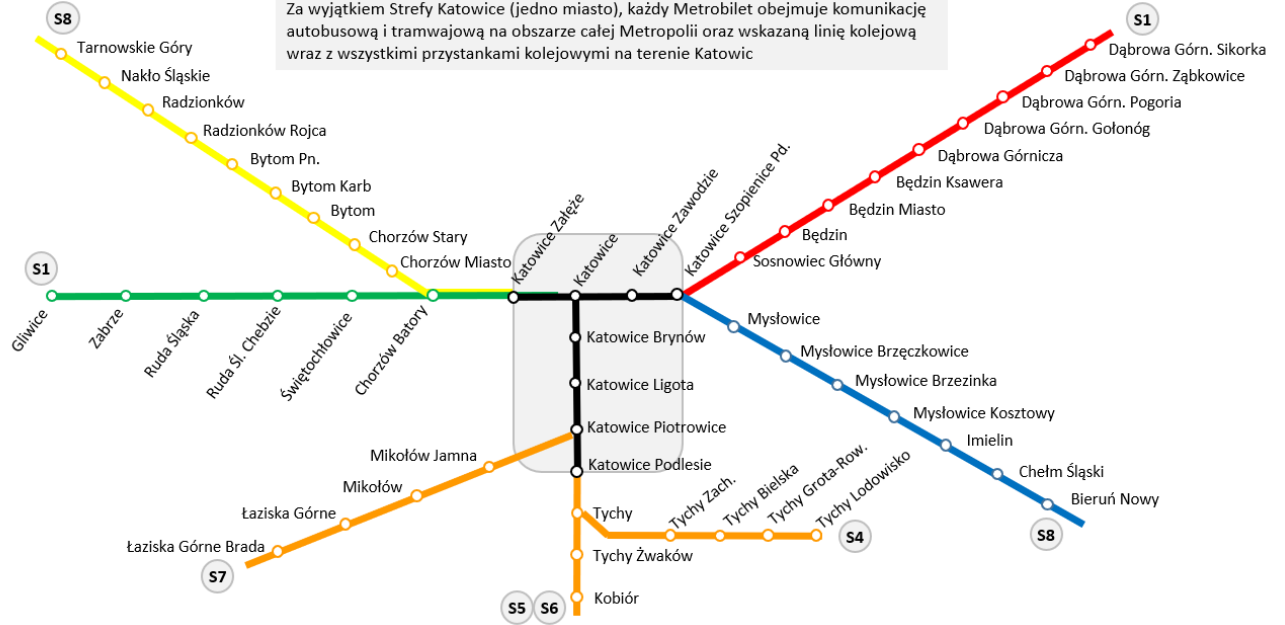 Za wyjątkiem Strefy Katowice (jedno miasto), każdy Metrobilet obejmuje komunikację
autobusową i tramwajową na obszarze całej Metropolii oraz wskazaną linię kolejową
wraz z wszystkimi przystankami kolejowymi na terenie Katowic
S8
Tarnowskie Góry
Nakło Śląskie
Radzionków
Radzionków Rojca
Bytom Pn.
Bytom Karb
Bytom
Chorzów Stary
Chorzów Miasto
S1
Gliwice
Zabrze
Ruda Śląska
Ruda Śl. Chebzie
Świętochłowice
Chorzów Batory
Katowice Załęże
Katowice
Katowice Zawodzie
Katowice Szopienice Pd.
S1
Dąbrowa Górn. Sikorka
Dąbrowa Górn. Ząbkowice
Dąbrowa Górn. Pogoria
Dąbrowa Górn. Gołonóg
Dąbrowa Górnicza
Będzin Ksawera
Będzin Miasto
Będzin
Sosnowiec Główny
Mysłowice
Mysłowice Brzęczkowice
Mysłowice Brzezinka
Mysłowice Kosztowy
Imielin
Chełm Śląski
Bieruń Nowy
S8
Katowice Brynów
Katowice Ligota
Katowice Piotrowice
Katowice Podlesie
Mikołów Jamna
Mikołów
Łaziska Górne
Łaziska Górne Brada
S7
Tychy
Tychy Zach.
Tychy Bielska
Tychy Grota-Row.
Tychy Lodowisko
S4
Tychy Żwaków
Kobiór
S5
S6